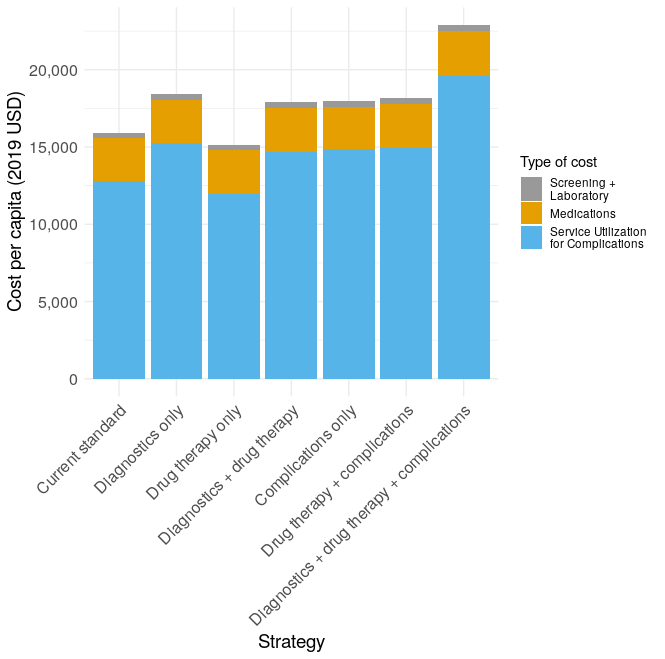 Cost per capita (2019 USD)
20,000
15,000
10,000
5,000
0
Current standard
Diagnostics only
Drug therapy only
Diagnostics + drug therapy
Complications only
Drug therapy + complications
Diagnostics + drug therapy + complications
Strategy
Type of cost
Screening +
Laboratory
Medications
Service Utilization
for Complications